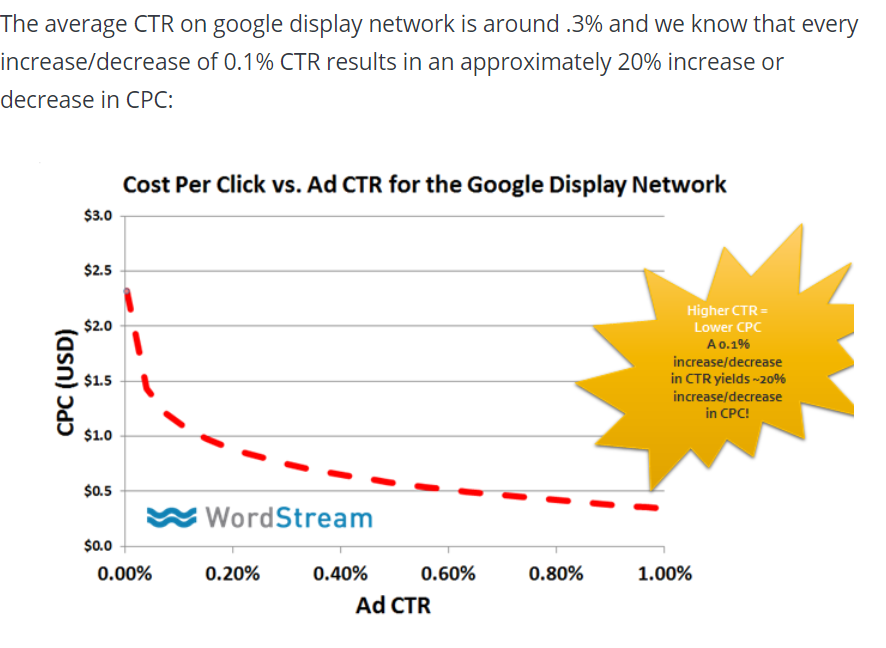 The average CTR on google display network is around .3% and we know that every
increase/decrease of 0.1% CTR results in an approximately 20% increase or
decrease in CPC:
Cost Per Click vs. Ad CTR for the Google Display Network
$3.0
$2.5
$2.0
$1.5
$1.0
$0.5
$0.0
CPC (USD)
Higher CTR =
Lower CPC
A 0.1%
increase/decrease
in CTR yields ~20%
increase/decrease
in CPC!
WordStream
0.00%
0.20%
0.40%
0.60%
0.80%
1.00%
Ad CTR